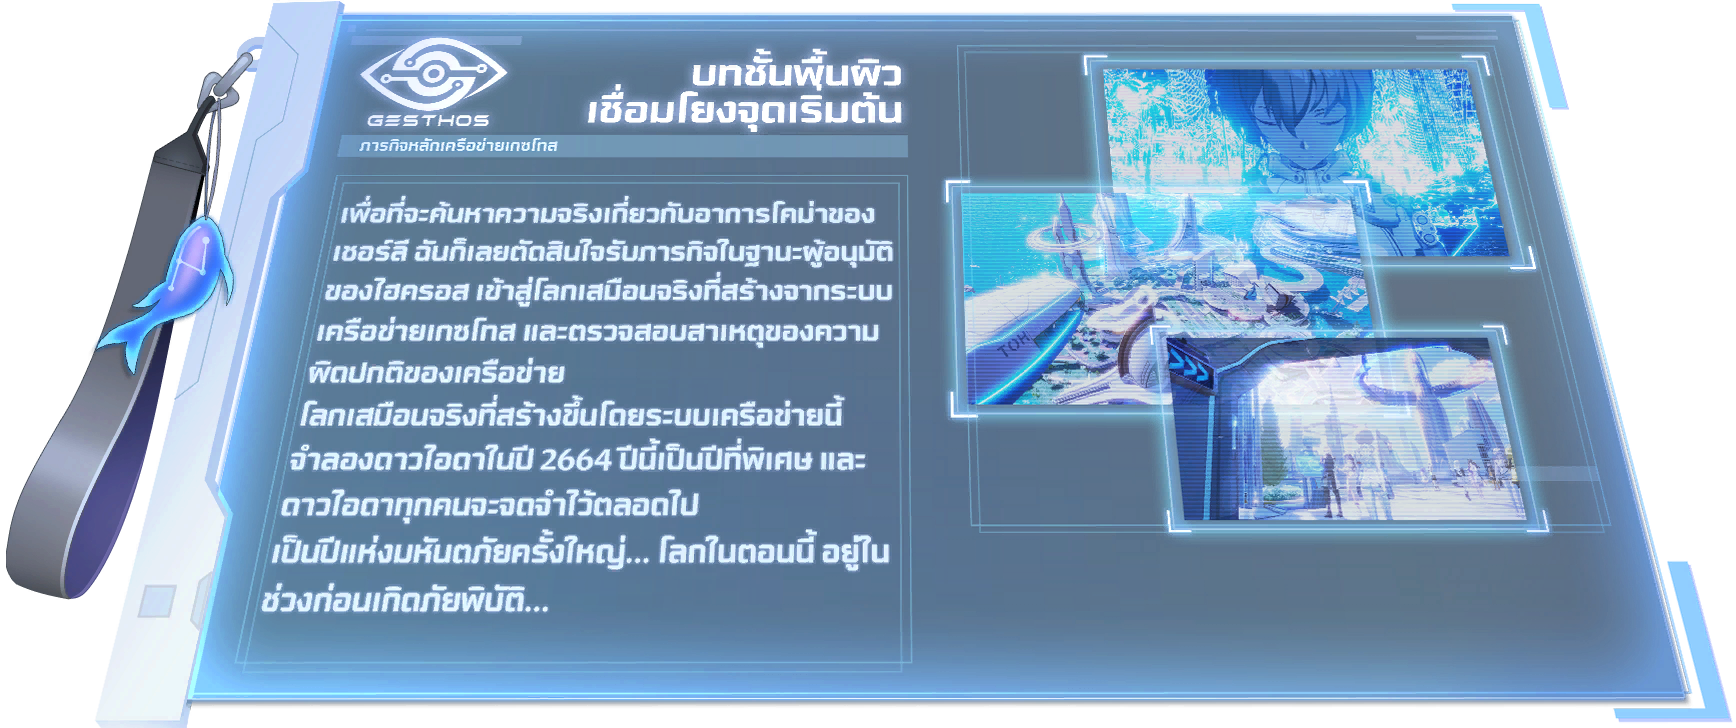 GESTHOS
บทชั้นพื้นผิว
เชื่อมโยงจุดเริ่มต้น
ภารกิจหลักเครือข่ายเกซโทส
เพื่อที่จะค้นหาความจริงเกี่ยวกับอาการโคม่าของ
เชอร์ลี ฉันก็เลยตัดสินใจรับภารกิจในฐานะผู้อนุมัติ
ของไฮครอส เข้าสู่โลกเสมือนจริงที่สร้างจากระบบ
เครือข่ายเกซโทส และตรวจสอบสาเหตุของความ
ผิดปกติของเครือข่าย
โลกเสมือนจริงที่สร้างขึ้นโดยระบบเครือข่ายนี้
จำลองดาวไอดาในปี 2664 ปีนี้เป็นปีที่พิเศษ และ
ดาวไอดาทุกคนจะจดจำไว้ตลอดไป
เป็นปีแห่งมหันตภัยครั้งใหญ่... โลกในตอนนี้ อยู่ใน
ช่วงก่อนเกิดภัยพิบัติ...